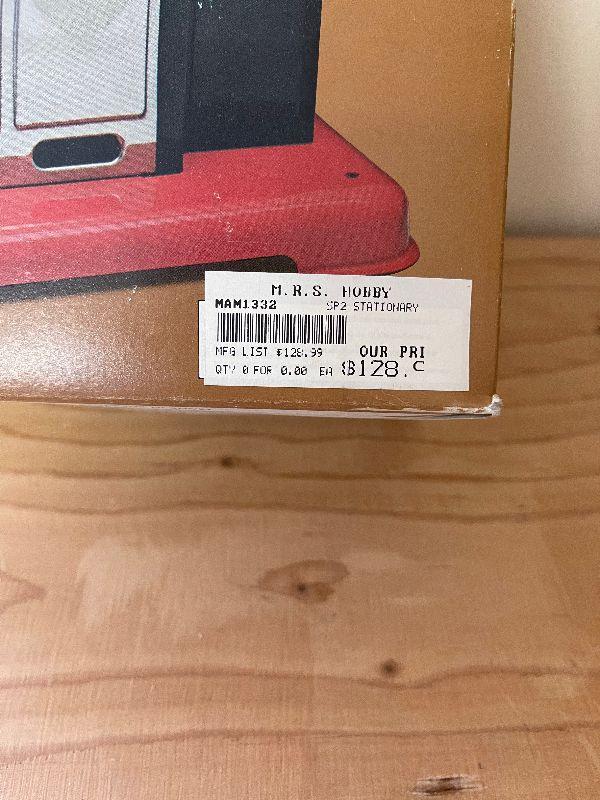 M.R.S. HOBBY
MAM1332 SP2 STATIONARY
MFG LIST $128.99 OUR PRI
QTY 0 FOR 0.00 EA $128.